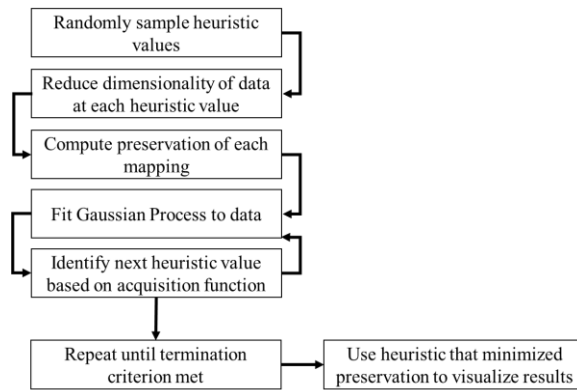 Randomly sample heuristic
values
Reduce dimensionality of data
at each heuristic value
Compute preservation of each
mapping
Fit Gaussian Process to data
Identify next heuristic value
based on acquisition function
Repeat until termination
criterion met
Use heuristic that minimized
preservation to visualize results